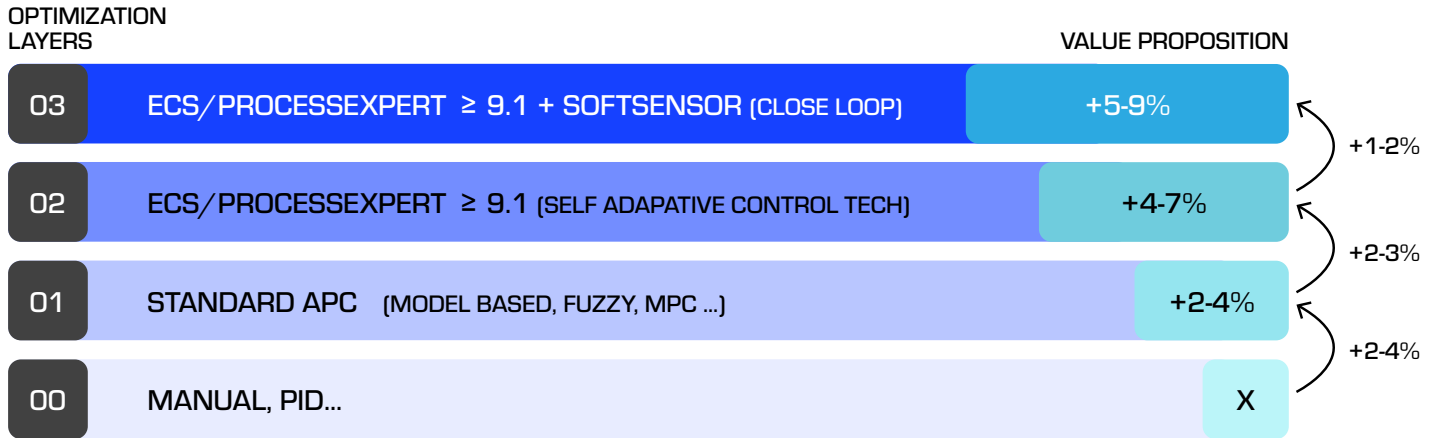 OPTIMIZATION
LAYERS
VALUE PROPOSITION
03 ECS/PROCESSEXPERT ≥ 9.1 + SOFTSENSOR (CLOSE LOOP) +5-9%
+1-2%
02 ECS/PROCESSEXPERT ≥ 9.1 (SELF ADAPATIVE CONTROL TECH) +4-7%
+2-3%
01 STANDARD APC (MODEL BASED, FUZZY, MPC ...) +2-4%
+2-4%
00 MANUAL, PID... X